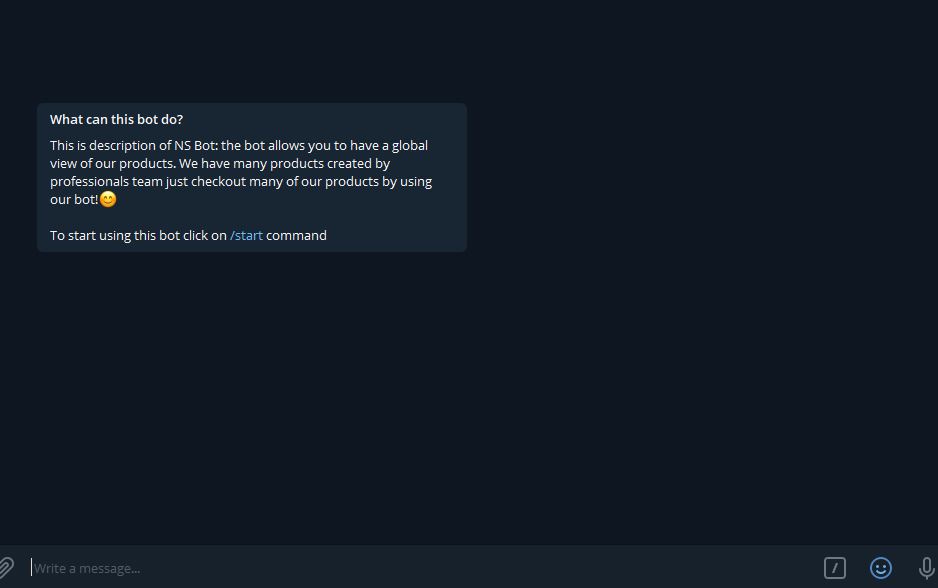 What can this bot do?
This is description of NS Bot: the bot allows you to have a global
view of our products. We have many products created by
professionals team just checkout many of our products by using
our bot!😊
To start using this bot click on /start command
Write a message...